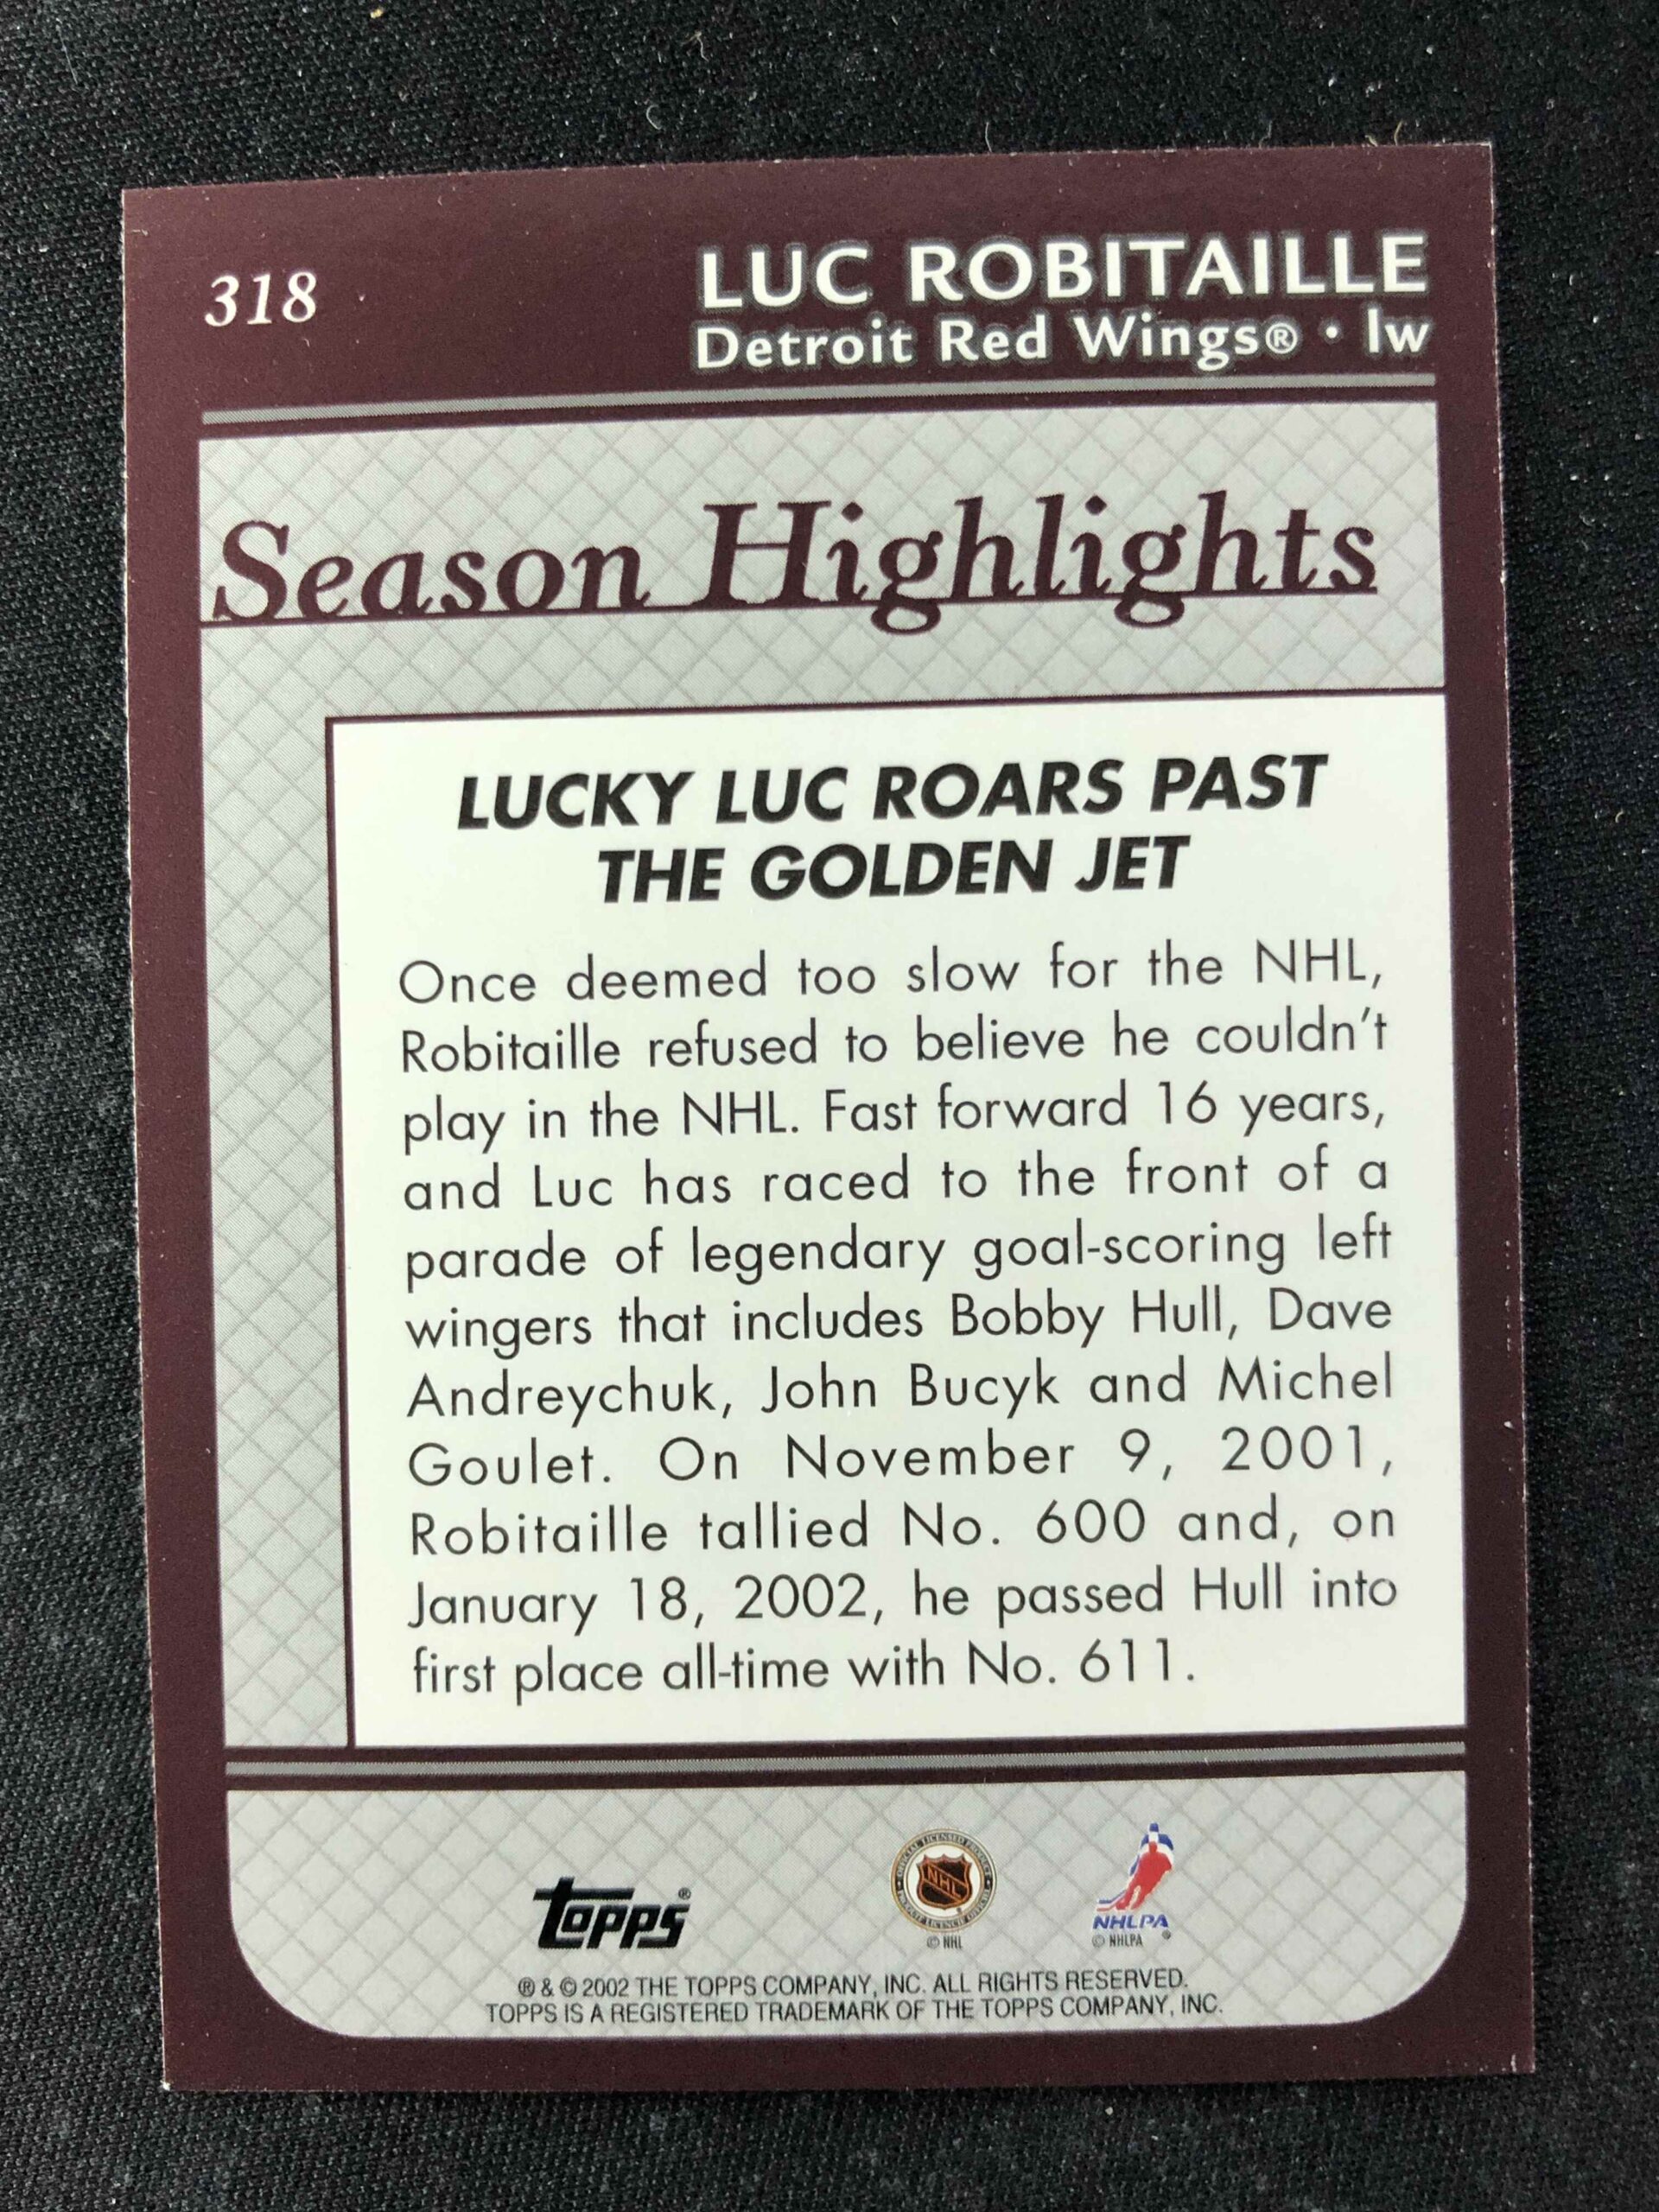 318
LUC ROBITAILLE
Detroit Red Wings® • lw
Season Highlights
LUCKY LUC ROARS PAST
THE GOLDEN JET
Once deemed too slow for the NHL,
Robitaille refused to believe he couldn't
play in the NHL. Fast forward 16 years,
and Luc has raced to the front of a
parade of legendary goal-scoring left
wingers that includes Bobby Hull, Dave
Andreychuk, John Bucyk and Michel
Goulet. On November 9, 2001,
Robitaille tallied No. 600 and, on
January 18, 2002, he passed Hull into
first place all-time with No. 611.
topps®
NHL
© NHL
NHLPA
© NHLPA
® & © 2002 THE TOPPS COMPANY, INC. ALL RIGHTS RESERVED.
TOPPS IS A REGISTERED TRADEMARK OF THE TOPPS COMPANY, INC.